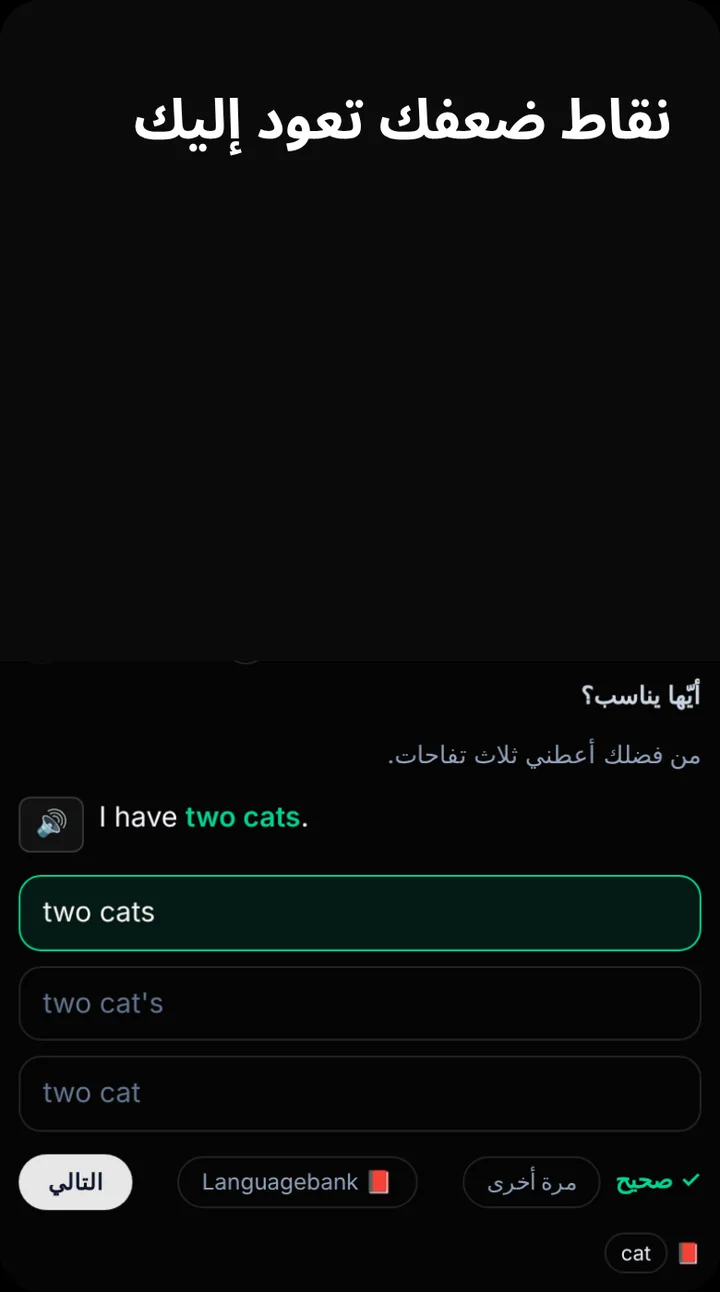 نقاط ضعفك تعود إليك
أيّها يناسب؟
من فضلك أعطني ثلاث تفاحات.
I have two cats.
two cats
two cat's
two cat
✓ صحيح
مرة أخرى
Languagebank
التالي
cat